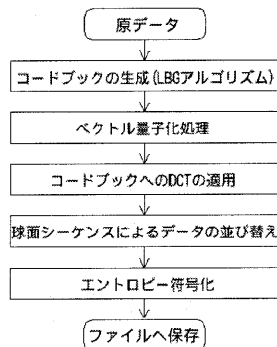 原データ
コードブックの生成(LBGアルゴリズム)
ベクトル量子化処理
コードブックへのDCTの適用
球面シーケンスによるデータの並び替え
エントロピー符号化
ファイルへ保存